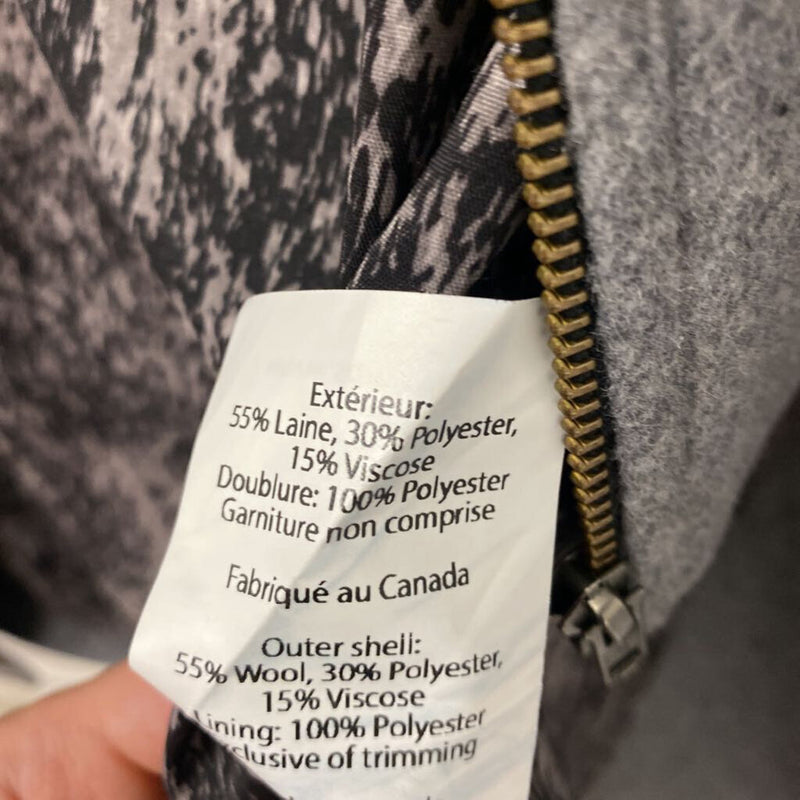 Extérieur:
55% Laine, 30% Polyester,
15% Viscose
Doublure: 100% Polyester
Garniture non comprise
Fabriqué au Canada
Outer shell:
55% Wool, 30% Polyester,
15% Viscose
Lining: 100% Polyester
clusive of trimming